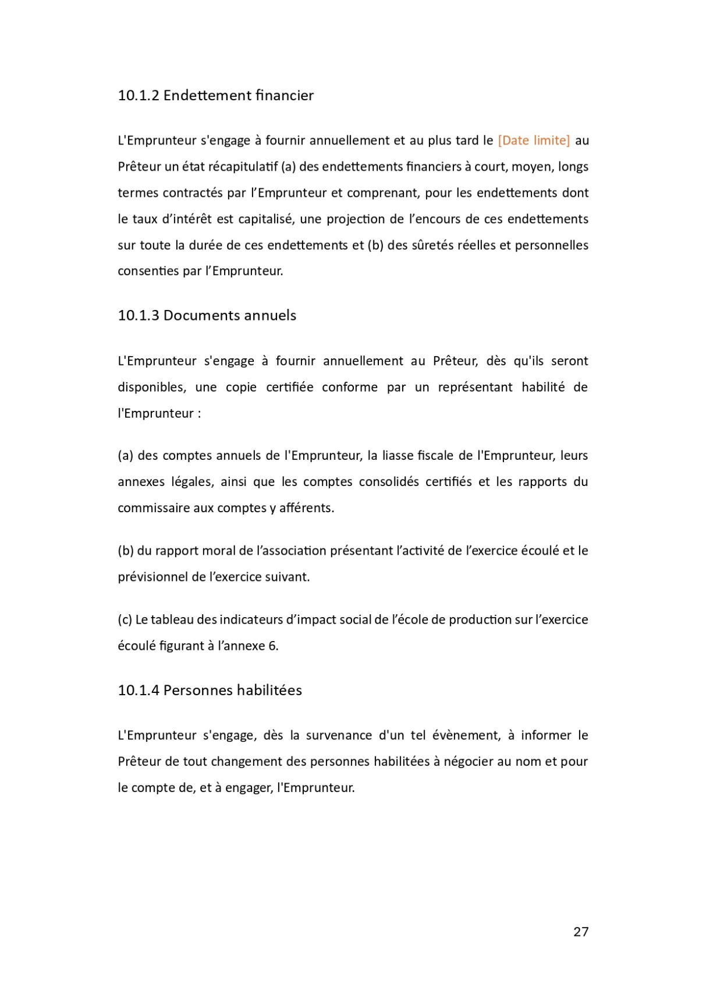 10.1.2 Endettement financier
L'Emprunteur s'engage à fournir annuellement et au plus tard le [Date limite] au
Prêteur un état récapitulatif (a) des endettements financiers à court, moyen, longs
termes contractés par l’Emprunteur et comprenant, pour les endettements dont
le taux d’intérêt est capitalisé, une projection de l’encours de ces endettements
sur toute la durée de ces endettements et (b) des sûretés réelles et personnelles
consenties par l’Emprunteur.
10.1.3 Documents annuels
L'Emprunteur s'engage à fournir annuellement au Prêteur, dès qu'ils seront
disponibles, une copie certifiée conforme par un représentant habilité de
l'Emprunteur :
(a) des comptes annuels de l'Emprunteur, la liasse fiscale de l'Emprunteur, leurs
annexes légales, ainsi que les comptes consolidés certifiés et les rapports du
commissaire aux comptes y afférents.
(b) du rapport moral de l’association présentant l’activité de l’exercice écoulé et le
prévisionnel de l’exercice suivant.
(c) Le tableau des indicateurs d’impact social de l’école de production sur l’exercice
écoulé figurant à l’annexe 6.
10.1.4 Personnes habilitées
L'Emprunteur s'engage, dès la survenance d'un tel évènement, à informer le
Prêteur de tout changement des personnes habilitées à négocier au nom et pour
le compte de, et à engager, l'Emprunteur.
27